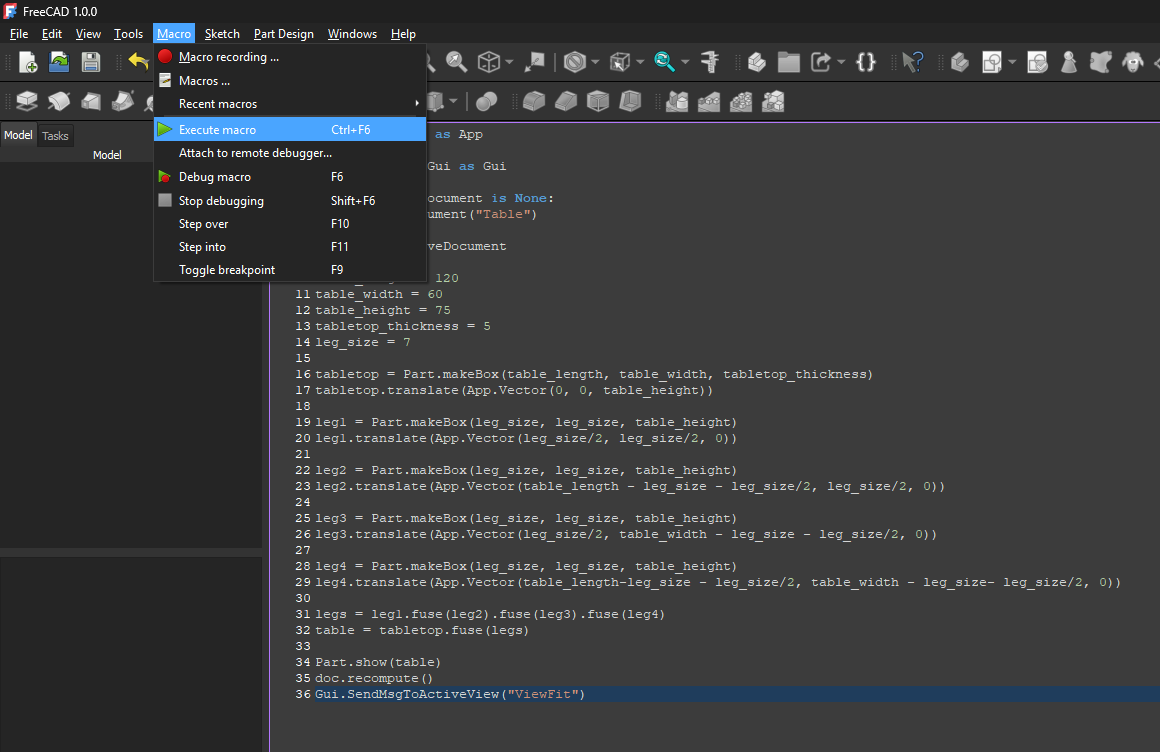 FreeCAD 1.0.0
File Edit View Tools Macro Sketch Part Design Windows Help
Macro recording ...
Macros ...
Recent macros
Execute macro Ctrl+F6
Attach to remote debugger...
Debug macro F6
Stop debugging Shift+F6
Step over F10
Step into F11
Toggle breakpoint F9
Model Tasks
Model
as App
Gui as Gui
ocument is None:
ument("Table")
veDocument
120
11 table_width = 60
12 table_height = 75
13 tabletop_thickness = 5
14 leg_size = 7
15
16 tabletop = Part.makeBox(table_length, table_width, tabletop_thickness)
17 tabletop.translate(App.Vector(0, 0, table_height))
18
19 leg1 = Part.makeBox(leg_size, leg_size, table_height)
20 leg1.translate(App.Vector(leg_size/2, leg_size/2, 0))
21
22 leg2 = Part.makeBox(leg_size, leg_size, table_height)
23 leg2.translate(App.Vector(table_length - leg_size - leg_size/2, leg_size/2, 0))
24
25 leg3 = Part.makeBox(leg_size, leg_size, table_height)
26 leg3.translate(App.Vector(leg_size/2, table_width - leg_size - leg_size/2, 0))
27
28 leg4 = Part.makeBox(leg_size, leg_size, table_height)
29 leg4.translate(App.Vector(table_length-leg_size - leg_size/2, table_width - leg_size- leg_size/2, 0))
30
31 legs = leg1.fuse(leg2).fuse(leg3).fuse(leg4)
32 table = tabletop.fuse(legs)
33
34 Part.show(table)
35 doc.recompute()
36 Gui.SendMsgToActiveView("ViewFit")